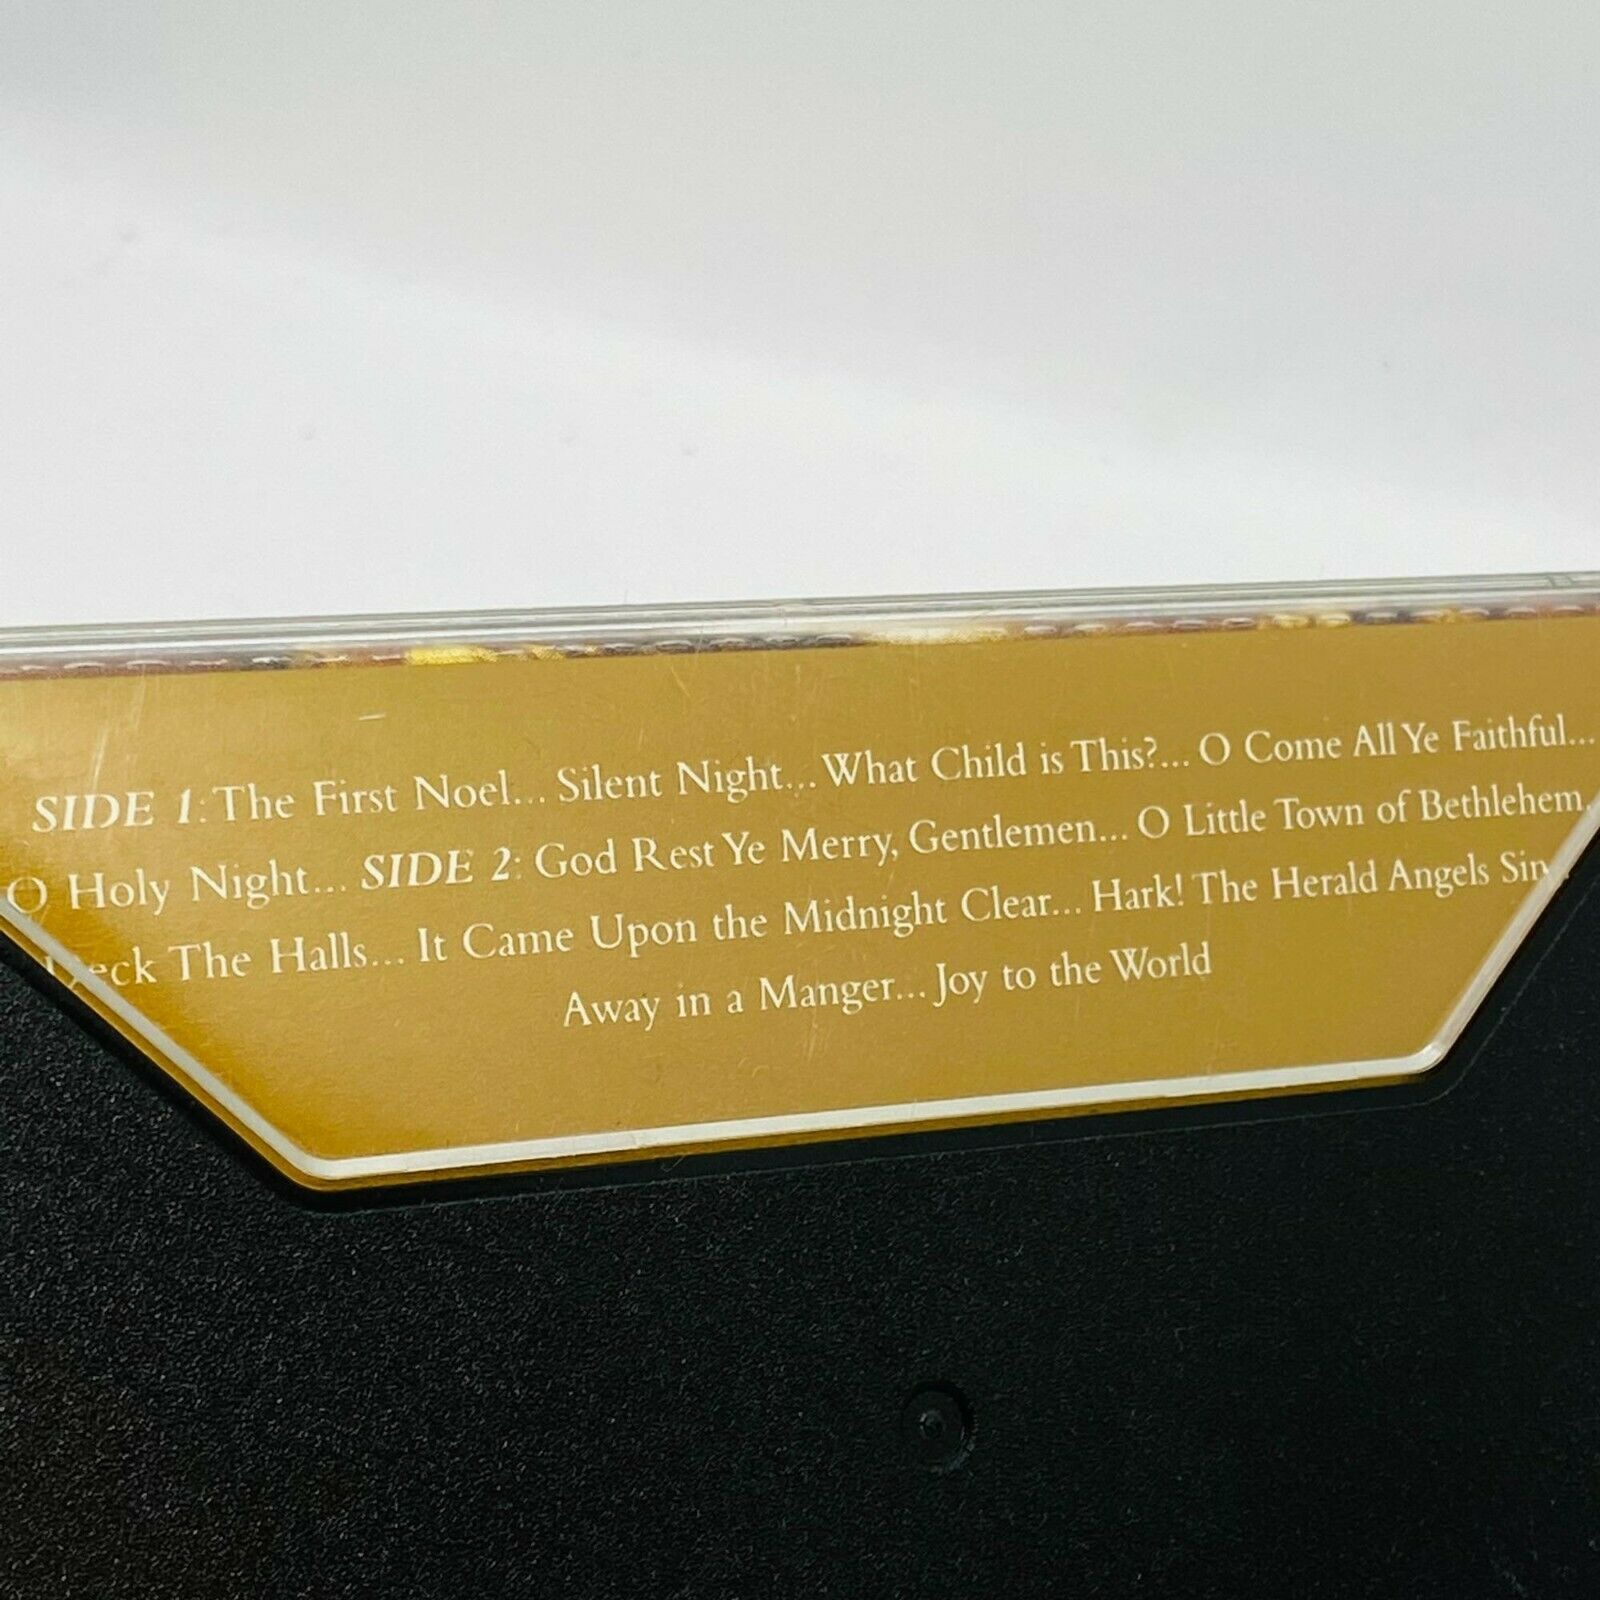 SIDE 1: The First Noel... Silent Night... What Child is This?... O Come All Ye Faithful...
O Holy Night... SIDE 2: God Rest Ye Merry, Gentlemen... O Little Town of Bethlehem.
Deck The Halls... It Came Upon the Midnight Clear... Hark! The Herald Angels Sin
Away in a Manger... Joy to the World